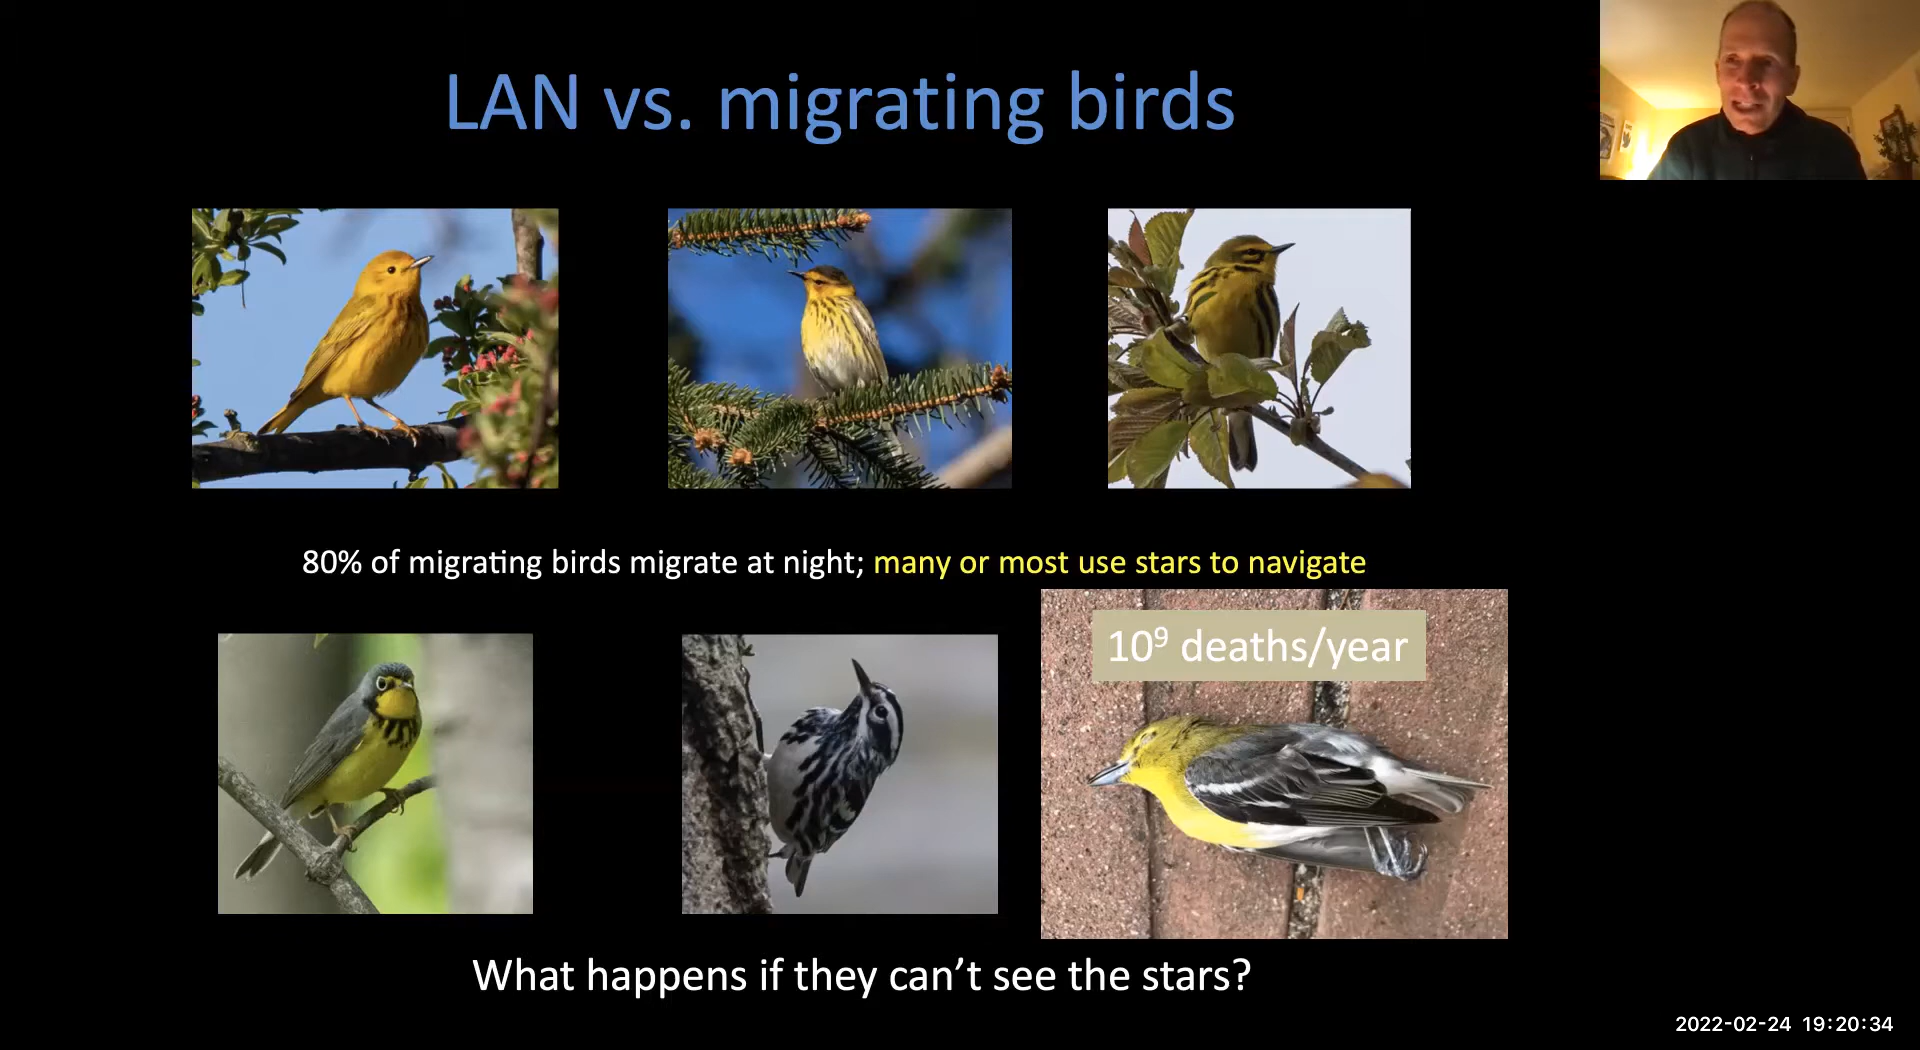 LAN vs. migrating birds
80% of migrating birds migrate at night; many or most use stars to navigate
10⁹ deaths/year
What happens if they can’t see the stars?
2022-02-24 19:20:34